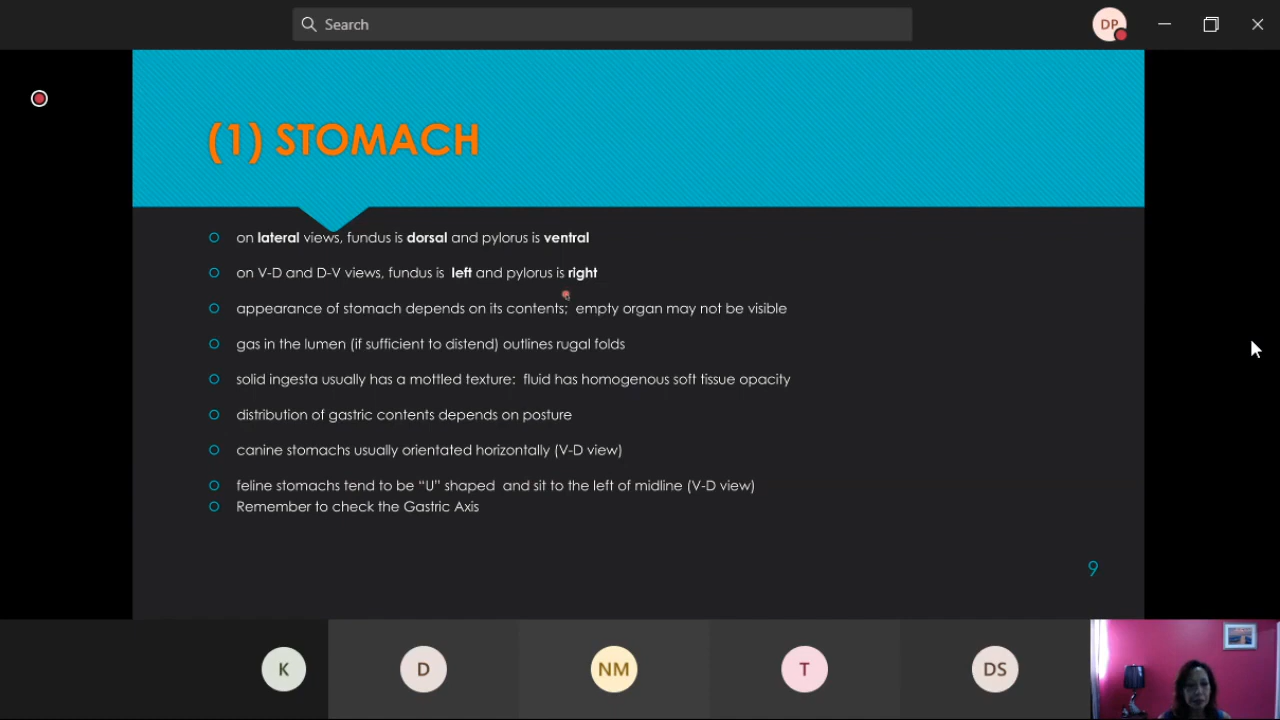 Search
DP
(1) STOMACH
on lateral views, fundus is dorsal and pylorus is ventral
on V-D and D-V views, fundus is left and pylorus is right
appearance of stomach depends on its contents; empty organ may not be visible
gas in the lumen (if sufficient to distend) outlines rugal folds
solid ingesta usually has a mottled texture: fluid has homogenous soft tissue opacity
distribution of gastric contents depends on posture
canine stomachs usually orientated horizontally (V-D view)
feline stomachs tend to be “U” shaped and sit to the left of midline (V-D view)
Remember to check the Gastric Axis
9
K
D
NM
T
DS